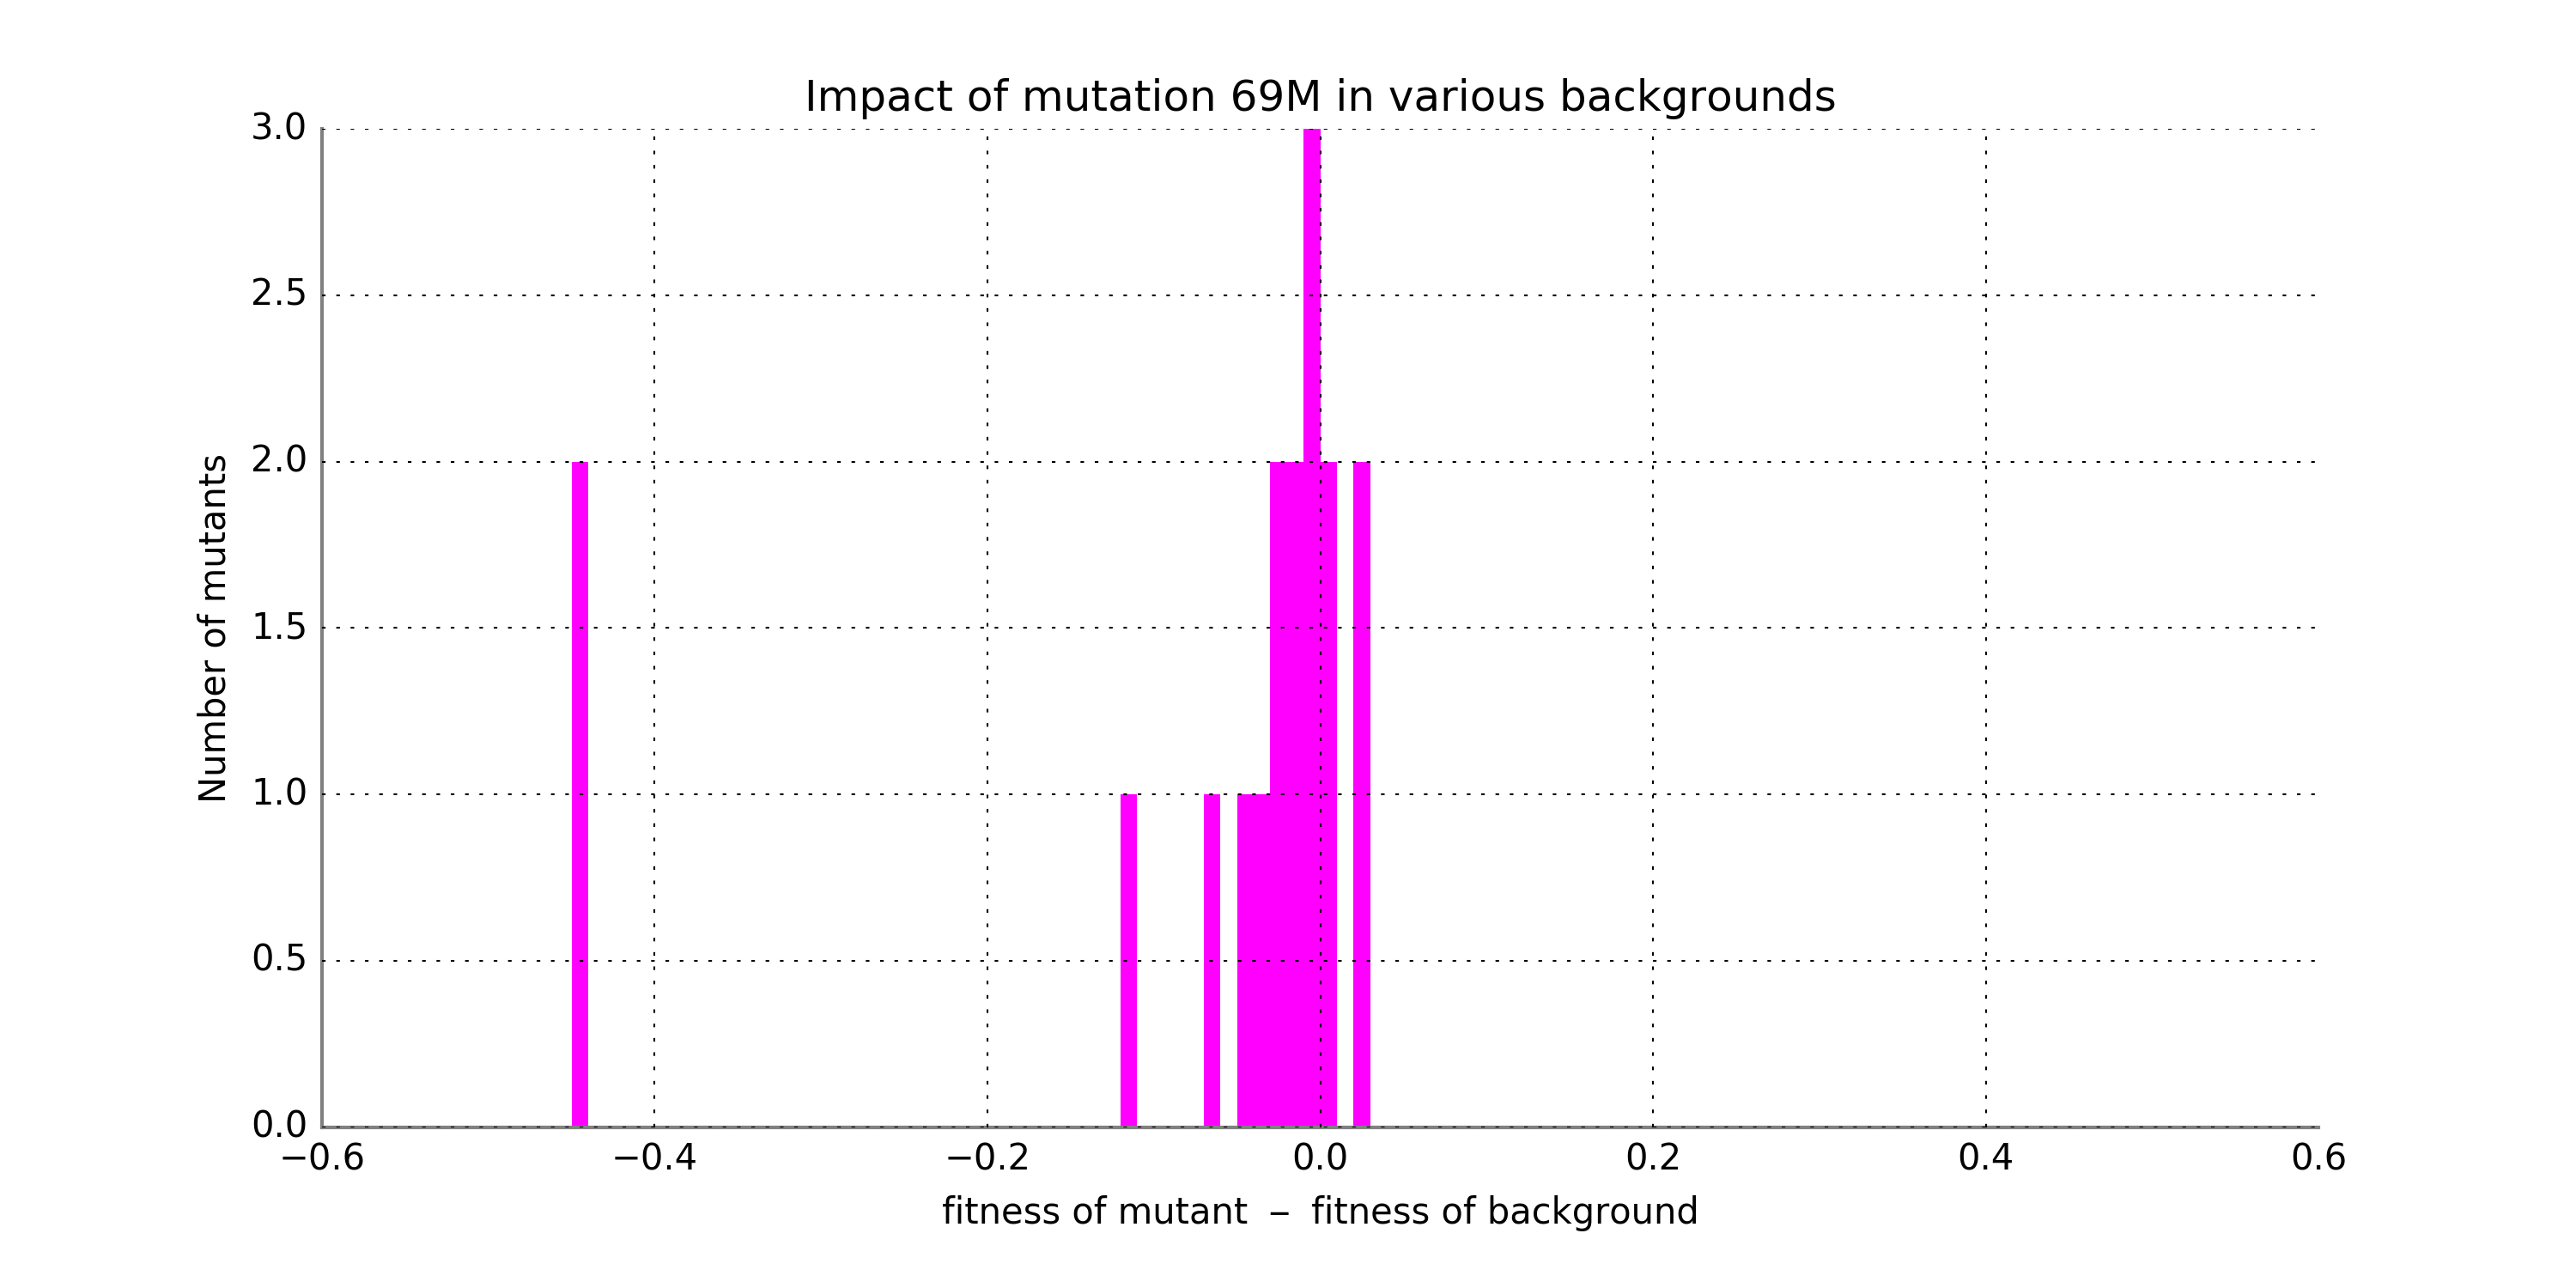 Impact of mutation 69M in various backgrounds
3.0
2.5
2.0
1.5
1.0
0.5
0.0
Number of mutants
−0.6 −0.4 −0.2 0.0 0.2 0.4 0.6
fitness of mutant − fitness of background